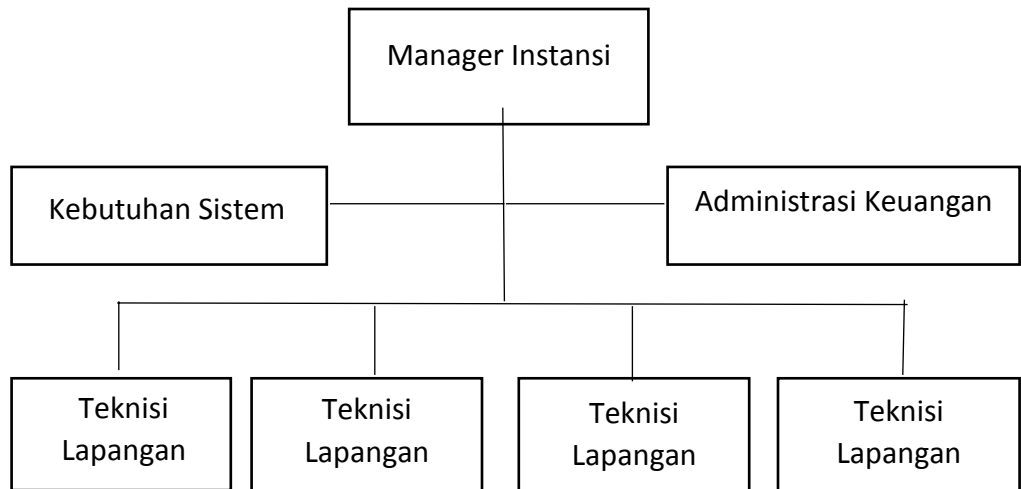 Manager Instansi
Kebutuhan Sistem
Administrasi Keuangan
Teknisi
Lapangan
Teknisi
Lapangan
Teknisi
Lapangan
Teknisi
Lapangan